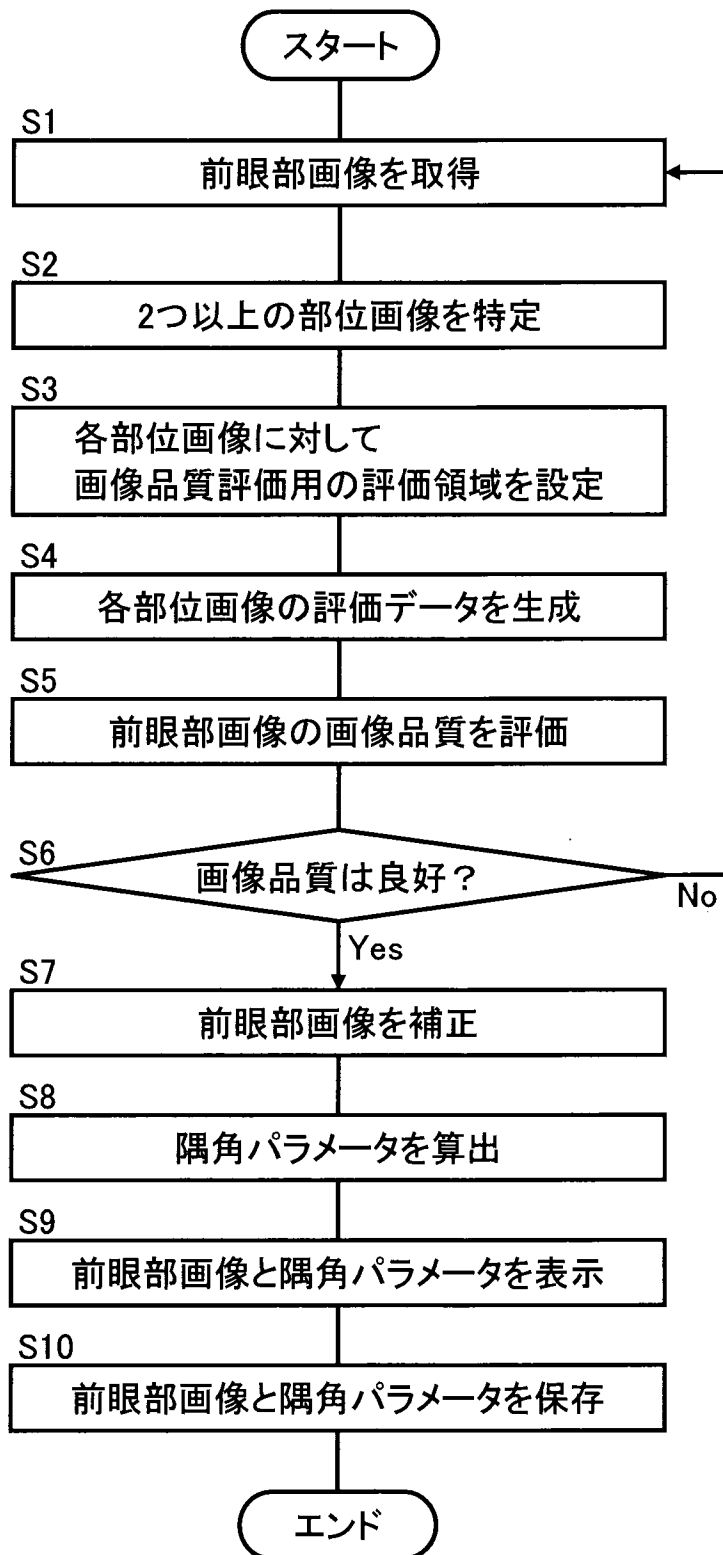 スタート
S1
前眼部画像を取得
S2
2つ以上の部位画像を特定
S3
各部位画像に対して
画像品質評価用の評価領域を設定
S4
各部位画像の評価データを生成
S5
前眼部画像の画像品質を評価
S6
画像品質は良好？
No
Yes
S7
前眼部画像を補正
S8
隅角パラメータを算出
S9
前眼部画像と隅角パラメータを表示
S10
前眼部画像と隅角パラメータを保存
エンド